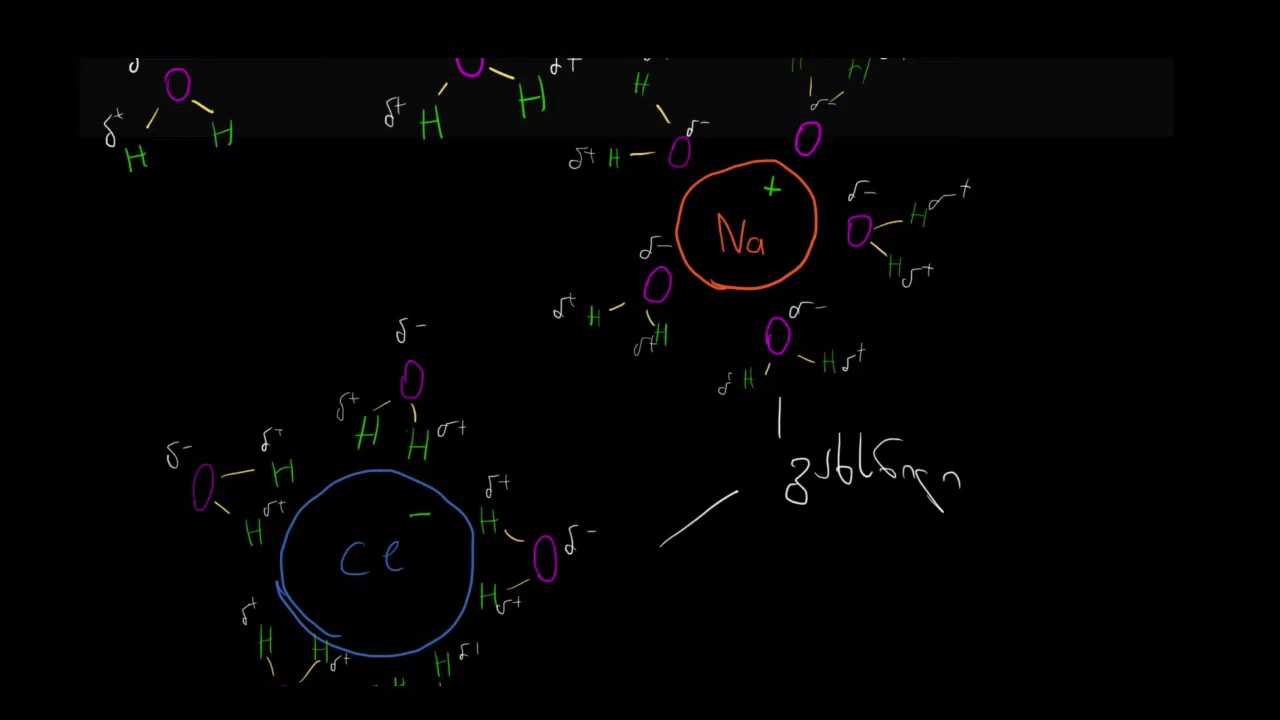 δ O
δ+ H H
O δ+
δ+ H H
H δ+
δ- O
δ+ H
H H
δ- O
Na +
δ- O H δ+
H δ+
δ- O
δ+ H H δ+
δ- O
δ H H δ+
δ- O
δ+ H H δ+
δ- O δ+ H
δ+ H
Cl -
δ+ H O δ-
H δ+
δ+ H H δ+
H δ+
H
გახსნილი